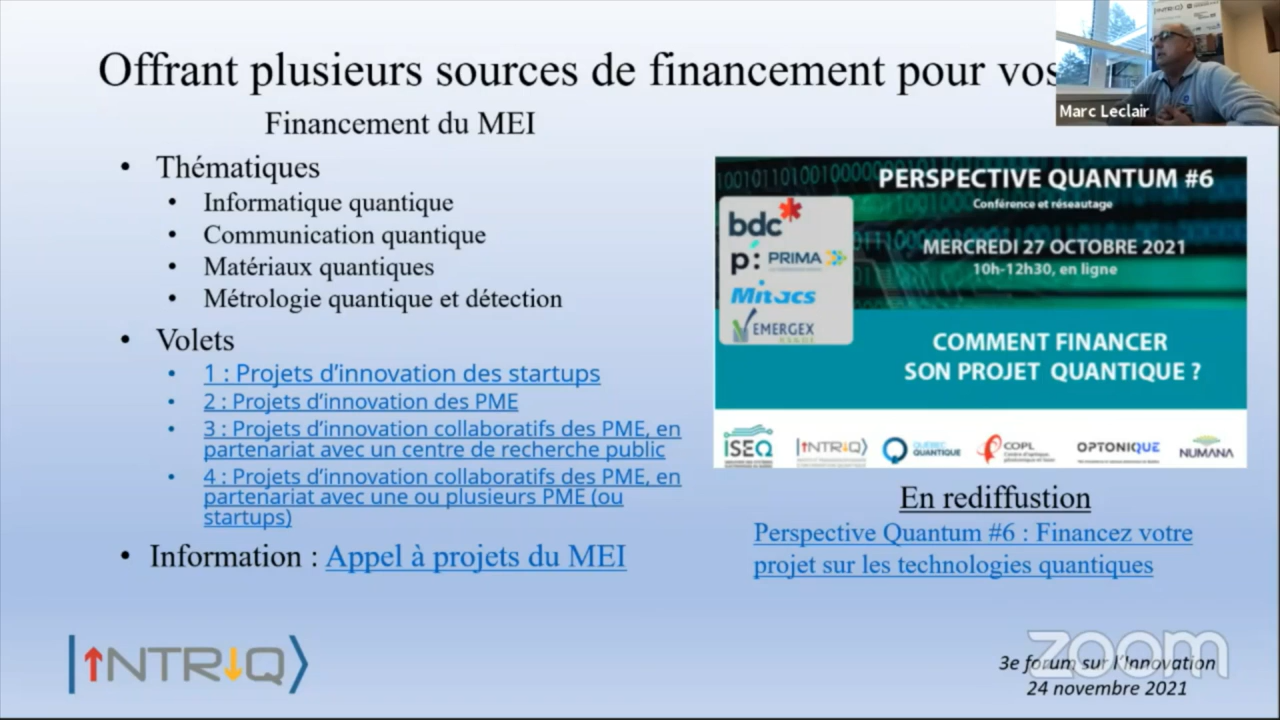 Offrant plusieurs sources de financement pour vos
Marc Leclair
Financement du MEI
• Thématiques
• Informatique quantique
• Communication quantique
• Matériaux quantiques
• Métrologie quantique et détection
• Volets
• 1 : Projets d’innovation des startups
• 2 : Projets d’innovation des PME
• 3 : Projets d’innovation collaboratifs des PME, en
partenariat avec un centre de recherche public
• 4 : Projets d’innovation collaboratifs des PME, en
partenariat avec une ou plusieurs PME (ou
startups)
• Information : Appel à projets du MEI
PERSPECTIVE QUANTUM #6
Conférence et réseautage
MERCREDI 27 OCTOBRE 2021
10h-12h30, en ligne
bdc
PRIMA
Mitacs
EMERGEX
COMMENT FINANCER
SON PROJET QUANTIQUE ?
ISEQ
INTRIQ
QUÉBEC
QUANTIQUE
COPL
OPTONIQUE
NUMANA
En rediffustion
Perspective Quantum #6 : Financez votre
projet sur les technologies quantiques
INTRIQ
zoom
3e forum sur l’Innovation
24 novembre 2021